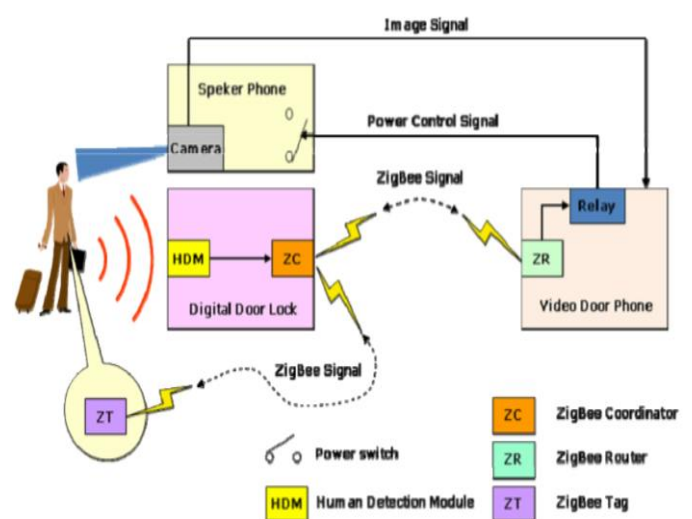 Image Signal
Speker Phone
Camera
Power Control Signal
ZigBee Signal
Relay
HDM
ZC
ZR
Digital Door Lock
Video Door Phone
ZigBee Signal
ZT
ZC ZigBee Coordinator
Power switch
ZR ZigBee Router
HDM Human Detection Module
ZT ZigBee Tag